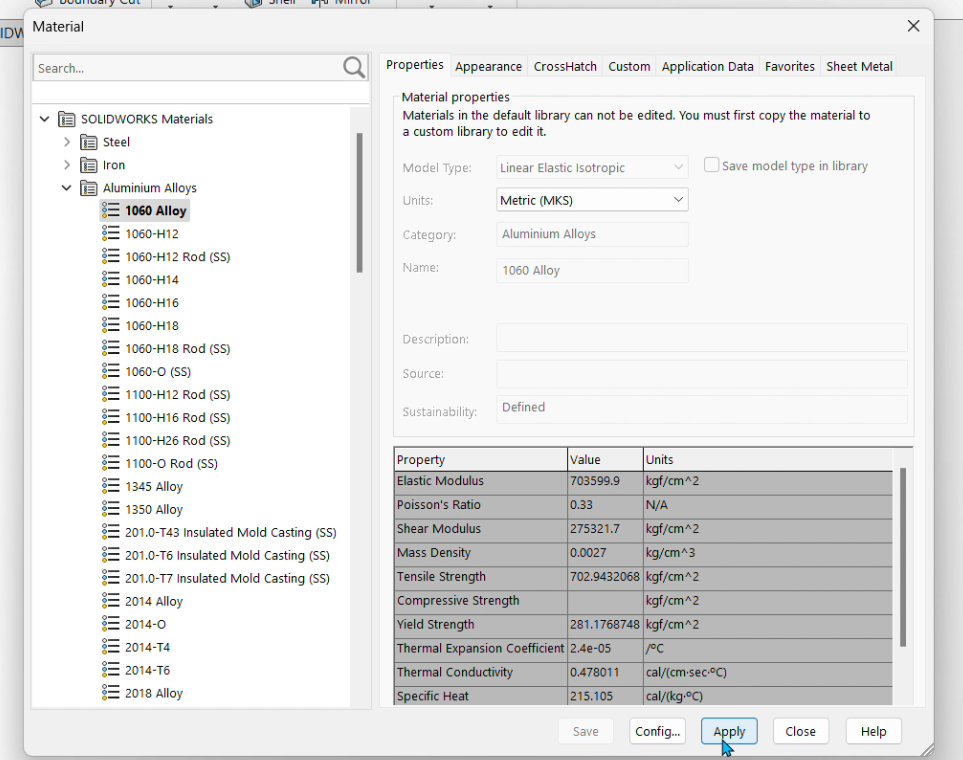 Boundary Cut Shell Mirror
IDW
Material
Search...
SOLIDWORKS Materials
Steel
Iron
Aluminium Alloys
1060 Alloy
1060-H12
1060-H12 Rod (SS)
1060-H14
1060-H16
1060-H18
1060-H18 Rod (SS)
1060-O (SS)
1100-H12 Rod (SS)
1100-H16 Rod (SS)
1100-H26 Rod (SS)
1100-O Rod (SS)
1345 Alloy
1350 Alloy
201.0-T43 Insulated Mold Casting (SS)
201.0-T6 Insulated Mold Casting (SS)
201.0-T7 Insulated Mold Casting (SS)
2014 Alloy
2014-O
2014-T4
2014-T6
2018 Alloy
Properties Appearance CrossHatch Custom Application Data Favorites Sheet Metal
Material properties
Materials in the default library can not be edited. You must first copy the material to
a custom library to edit it.
Model Type: Linear Elastic Isotropic Save model type in library
Units: Metric (MKS)
Category: Aluminium Alloys
Name: 1060 Alloy
Description:
Source:
Sustainability: Defined
Property Value Units
Elastic Modulus 703599.9 kgf/cm^2
Poisson's Ratio 0.33 N/A
Shear Modulus 275321.7 kgf/cm^2
Mass Density 0.0027 kg/cm^3
Tensile Strength 702.9432068 kgf/cm^2
Compressive Strength kgf/cm^2
Yield Strength 281.1768748 kgf/cm^2
Thermal Expansion Coefficient 2.4e-05 /ºC
Thermal Conductivity 0.478011 cal/(cm·sec·ºC)
Specific Heat 215.105 cal/(kg·ºC)
Save Config... Apply Close Help